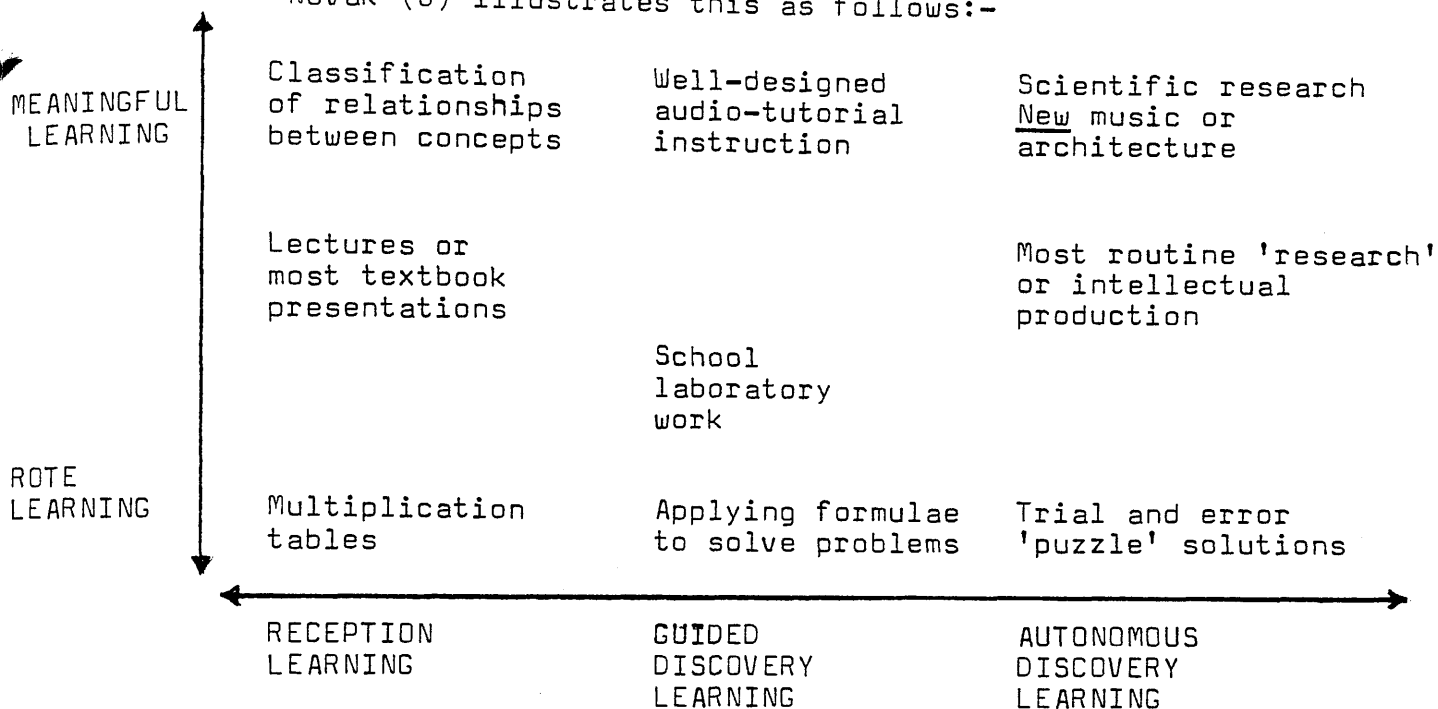 Novak (8) illustrates this as follows:-
MEANINGFUL
LEARNING
Classification
of relationships
between concepts
Well-designed
audio-tutorial
instruction
Scientific research
New music or
architecture
Lectures or
most textbook
presentations
Most routine 'research'
or intellectual
production
School
laboratory
work
ROTE
LEARNING
Multiplication
tables
Applying formulae
to solve problems
Trial and error
'puzzle' solutions
RECEPTION
LEARNING
GUIDED
DISCOVERY
LEARNING
AUTONOMOUS
DISCOVERY
LEARNING